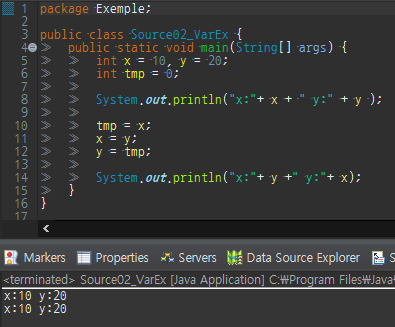 1 package Exemple;
2
3 public class Source02_VarEx {
4 public static void main(String[] args) {
5 int x = 10, y = 20;
6 int tmp = 0;
7
8 System.out.println("x:"+ x + " y:" + y );
9
10 tmp = x;
11 x = y;
12 y = tmp;
13
14 System.out.println("x:"+ y +" y:"+ x);
15 }
16 }
17
Markers Properties Servers Data Source Explorer S
<terminated> Source02_VarEx [Java Application] C:₩Program Files₩Java₩
x:10 y:20
x:10 y:20